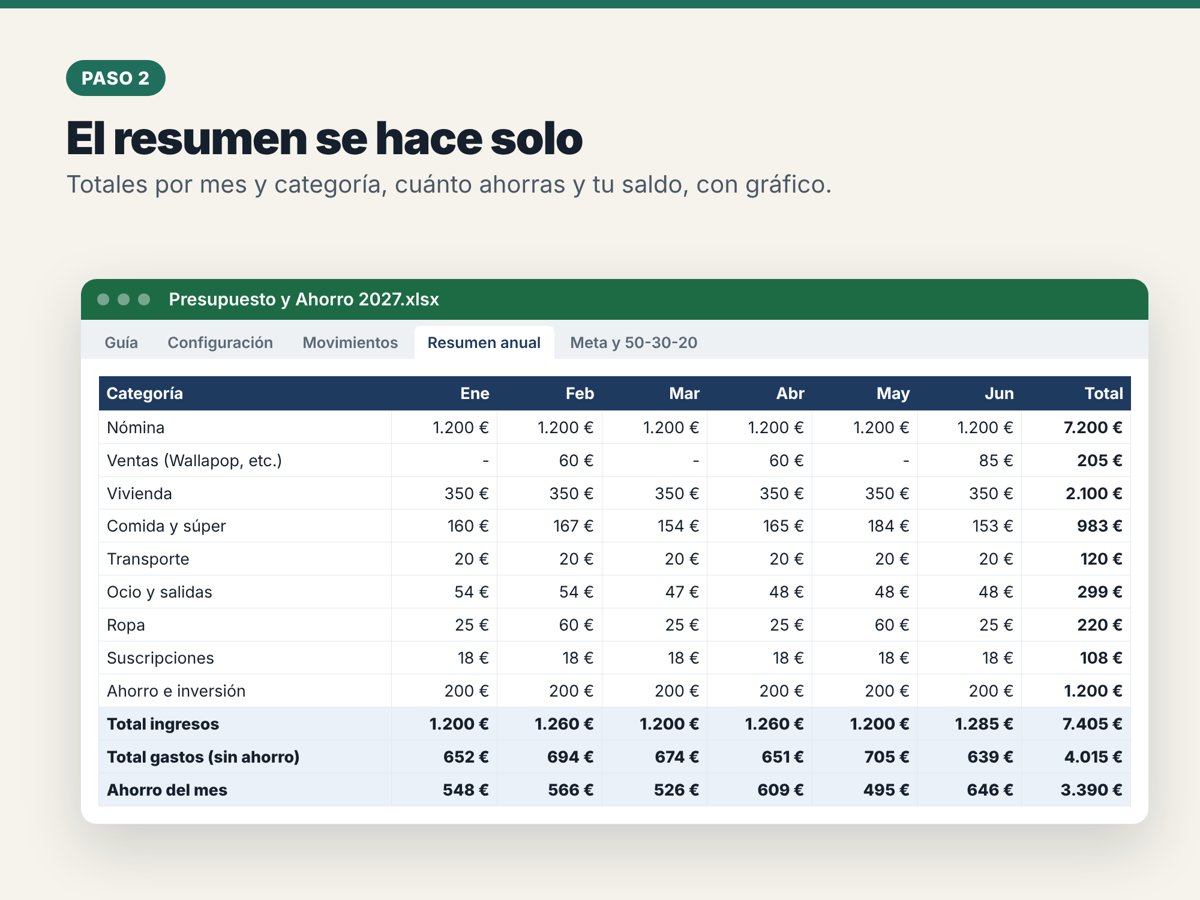 PASO 2
El resumen se hace solo
Totales por mes y categoría, cuánto ahorras y tu saldo, con gráfico.
Presupuesto y Ahorro 2027.xlsx
Guía Configuración Movimientos Resumen anual Meta y 50-30-20
Categoría Ene Feb Mar Abr May Jun Total
Nómina 1.200 € 1.200 € 1.200 € 1.200 € 1.200 € 1.200 € 7.200 €
Ventas (Wallapop, etc.) - 60 € - 60 € - 85 € 205 €
Vivienda 350 € 350 € 350 € 350 € 350 € 350 € 2.100 €
Comida y súper 160 € 167 € 154 € 165 € 184 € 153 € 983 €
Transporte 20 € 20 € 20 € 20 € 20 € 20 € 120 €
Ocio y salidas 54 € 54 € 47 € 48 € 48 € 48 € 299 €
Ropa 25 € 60 € 25 € 25 € 60 € 25 € 220 €
Suscripciones 18 € 18 € 18 € 18 € 18 € 18 € 108 €
Ahorro e inversión 200 € 200 € 200 € 200 € 200 € 200 € 1.200 €
Total ingresos 1.200 € 1.260 € 1.200 € 1.260 € 1.200 € 1.285 € 7.405 €
Total gastos (sin ahorro) 652 € 694 € 674 € 651 € 705 € 639 € 4.015 €
Ahorro del mes 548 € 566 € 526 € 609 € 495 € 646 € 3.390 €